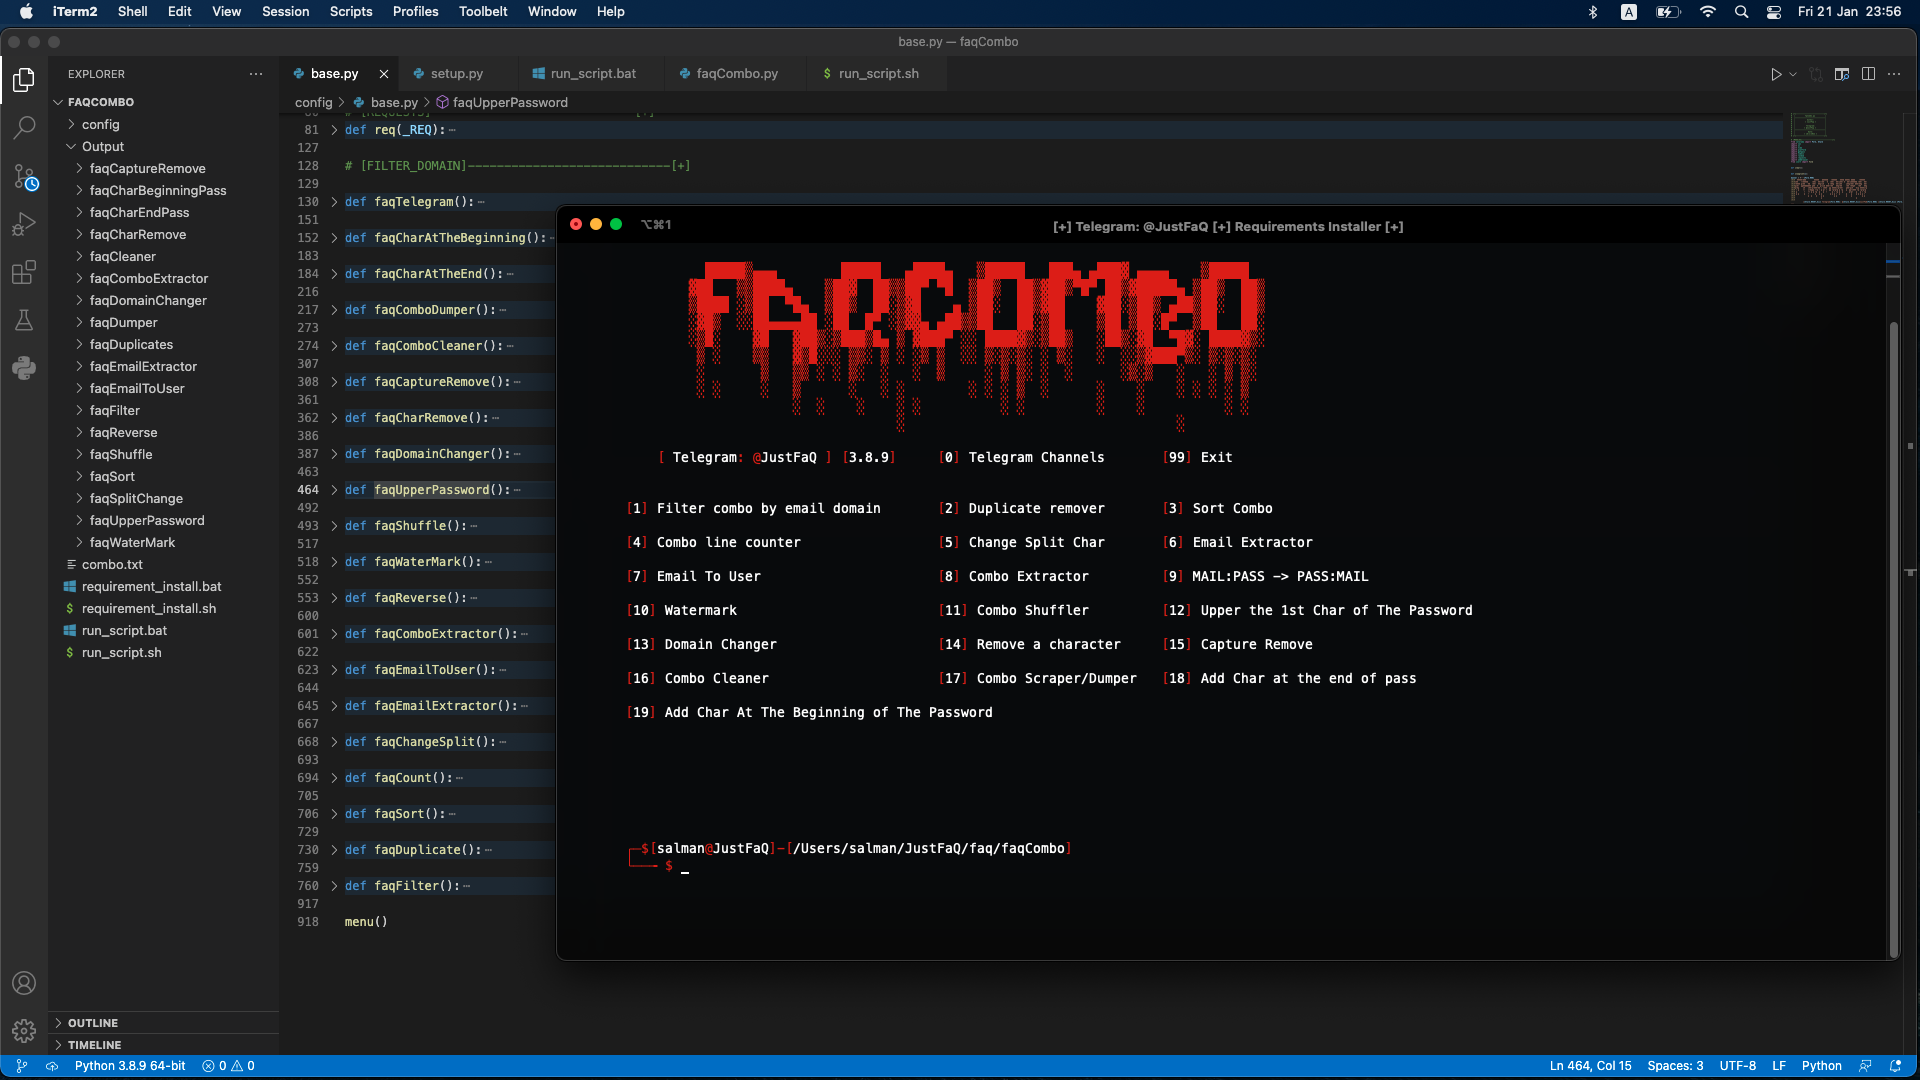 iTerm2 Shell Edit View Session Scripts Profiles Toolbelt Window Help A Fri 21 Jan 23:56
base.py — faqCombo
EXPLORER
base.py setup.py run_script.bat faqCombo.py $ run_script.sh
config > base.py > faqUpperPassword
FAQCOMBO
config
Output
faqCaptureRemove
faqCharBeginningPass
faqCharEndPass
faqCharRemove
faqCleaner
faqComboExtractor
faqDomainChanger
faqDumper
faqDuplicates
faqEmailExtractor
faqEmailToUser
faqFilter
faqReverse
faqShuffle
faqSort
faqSplitChange
faqUpperPassword
faqWaterMark
combo.txt
requirement_install.bat
$ requirement_install.sh
run_script.bat
$ run_script.sh
OUTLINE
TIMELINE
81 > def req(_REQ):⋯
127
128 # [FILTER_DOMAIN]----------------------------[+]
129
130 > def faqTelegram():⋯
151
152 > def faqCharAtTheBeginning():⋯
183
184 > def faqCharAtTheEnd():⋯
216
217 > def faqComboDumper():⋯
273
274 > def faqComboCleaner():⋯
307
308 > def faqCaptureRemove():⋯
361
362 > def faqCharRemove():⋯
386
387 > def faqDomainChanger():⋯
463
464 > def faqUpperPassword():⋯
492
493 > def faqShuffle():⋯
517
518 > def faqWaterMark():⋯
552
553 > def faqReverse():⋯
600
601 > def faqComboExtractor():⋯
622
623 > def faqEmailToUser():⋯
644
645 > def faqEmailExtractor():⋯
667
668 > def faqChangeSplit():⋯
693
694 > def faqCount():⋯
705
706 > def faqSort():⋯
729
730 > def faqDuplicate():⋯
759
760 > def faqFilter():⋯
917
918 menu()
⌥⌘1 [+] Telegram: @JustFaQ [+] Requirements Installer [+]
FAQCOMBO
[ Telegram: @JustFaQ ] [3.8.9] [0] Telegram Channels [99] Exit
[1] Filter combo by email domain [2] Duplicate remover [3] Sort Combo
[4] Combo line counter [5] Change Split Char [6] Email Extractor
[7] Email To User [8] Combo Extractor [9] MAIL:PASS -> PASS:MAIL
[10] Watermark [11] Combo Shuffler [12] Upper the 1st Char of The Password
[13] Domain Changer [14] Remove a character [15] Capture Remove
[16] Combo Cleaner [17] Combo Scraper/Dumper [18] Add Char at the end of pass
[19] Add Char At The Beginning of The Password
┌─$[salman@JustFaQ]-[/Users/salman/JustFaQ/faq/faqCombo]
└─── $ _
Python 3.8.9 64-bit 0 0 Ln 464, Col 15 Spaces: 3 UTF-8 LF Python